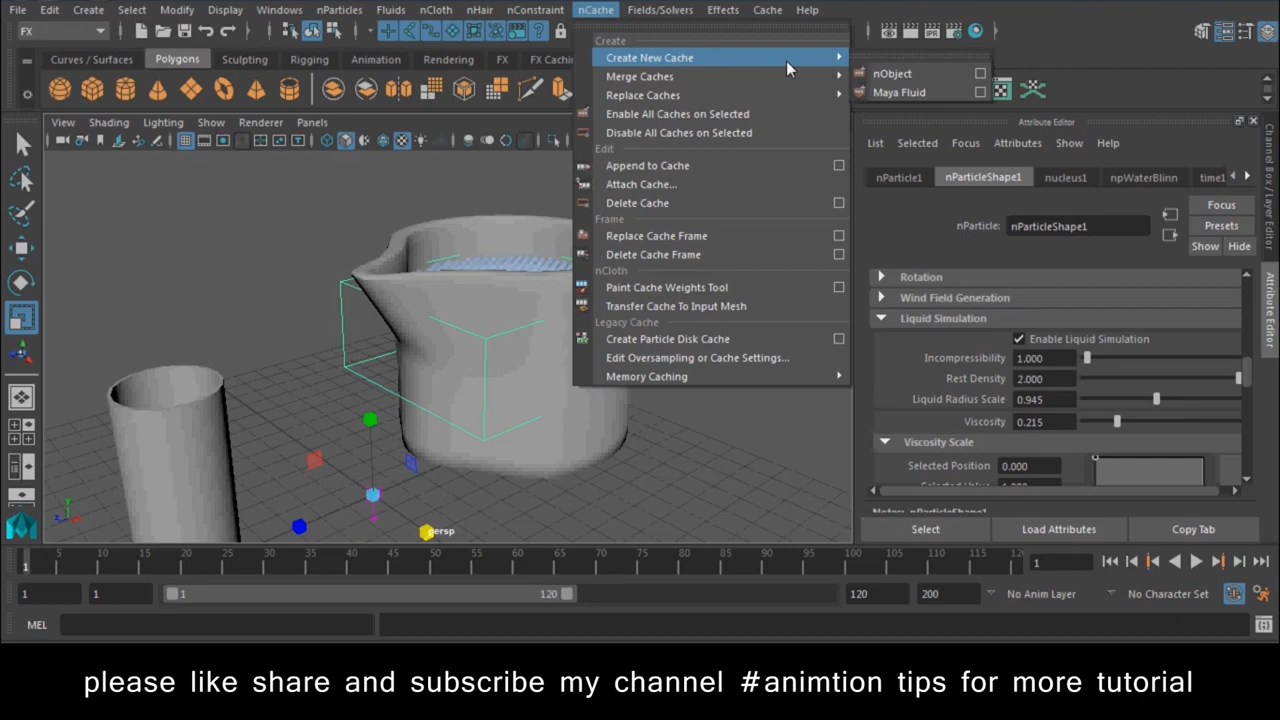 File Edit Create Select Modify Display Windows nParticles Fluids nCloth nHair nConstraint nCache Fields/Solvers Effects Cache Help
FX
Curves / Surfaces Polygons Sculpting Rigging Animation Rendering FX FX Cachi
View Shading Lighting Show Renderer Panels
Create
Create New Cache
Merge Caches
Replace Caches
Enable All Caches on Selected
Disable All Caches on Selected
Edit
Append to Cache
Attach Cache...
Delete Cache
Frame
Replace Cache Frame
Delete Cache Frame
nCloth
Paint Cache Weights Tool
Transfer Cache To Input Mesh
Legacy Cache
Create Particle Disk Cache
Edit Oversampling or Cache Settings...
Memory Caching
nObject
Maya Fluid
Attribute Editor
List Selected Focus Attributes Show Help
nParticle1 nParticleShape1 nucleus1 npWaterBlinn time1
Focus
nParticle: nParticleShape1 Presets
Show Hide
Rotation
Wind Field Generation
Liquid Simulation
Enable Liquid Simulation
Incompressibility 1.000
Rest Density 2.000
Liquid Radius Scale 0.945
Viscosity 0.215
Viscosity Scale
Selected Position 0.000
Select Load Attributes Copy Tab
Channel Box / Layer Editor
Attribute Editor
persp
1 5 10 15 20 25 30 35 40 45 50 55 60 65 70 75 80 85 90 95 100 105 110 115 12 1
1 1 1 120 120 200 No Anim Layer No Character Set
MEL
please like share and subscribe my channel #animtion tips for more tutorial